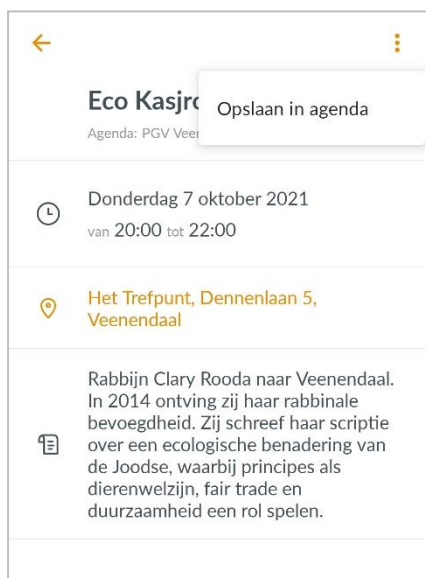 Eco Kasjro
Opslaan in agenda
Agenda: PGV Veen
Donderdag 7 oktober 2021
van 20:00 tot 22:00
Het Trefpunt, Dennenlaan 5,
Veenendaal
Rabbijn Clary Rooda naar Veenendaal.
In 2014 ontving zij haar rabbinale
bevoegdheid. Zij schreef haar scriptie
over een ecologische benadering van
de Joodse, waarbij principes als
dierenwelzijn, fair trade en
duurzaamheid een rol spelen.